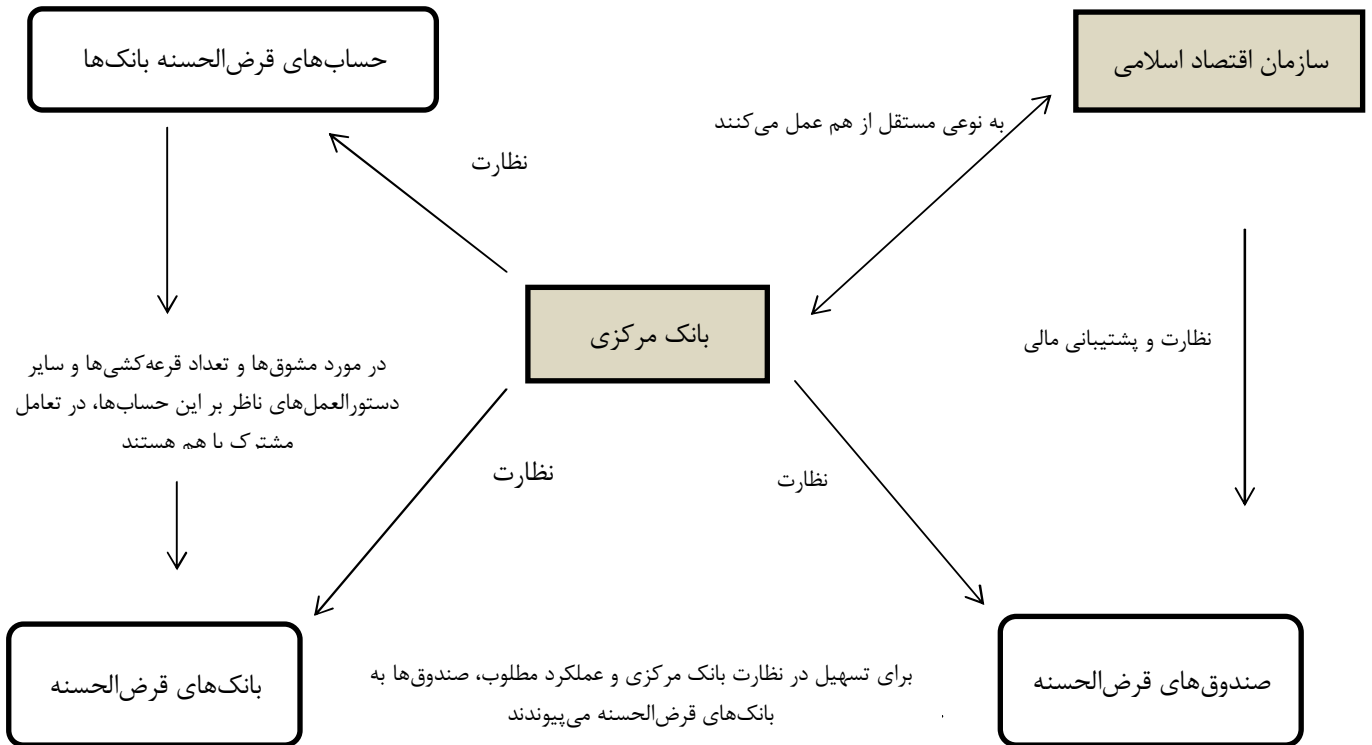 سازمان اقتصاد اسلامی
حساب‌های قرض‌الحسنه بانک‌ها
به نوعی مستقل از هم عمل می‌کنند
نظارت
بانک مرکزی
نظارت و پشتیبانی مالی
در مورد مشوق‌ها و تعداد قرعه‌کشی‌ها و سایر
دستورالعمل‌های ناظر بر این حساب‌ها، در تعامل
مشترک با هم هستند
نظارت
نظارت
صندوق‌های قرض‌الحسنه
برای تسهیل در نظارت بانک مرکزی و عملکرد مطلوب، صندوق‌ها به
بانک‌های قرض‌الحسنه می‌پیوندند
.
بانک‌های قرض‌الحسنه